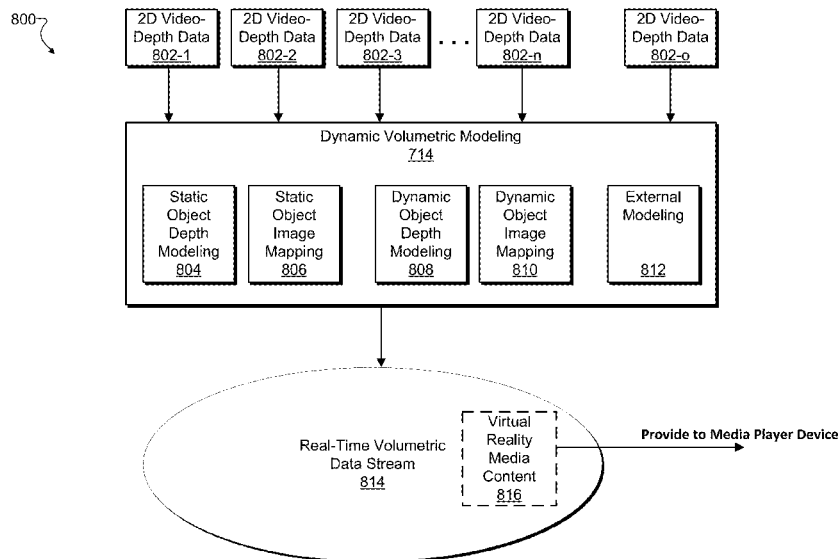 800
2D Video-
Depth Data
802-1
2D Video-
Depth Data
802-2
2D Video-
Depth Data
802-3
. . .
2D Video-
Depth Data
802-n
2D Video-
Depth Data
802-o
Dynamic Volumetric Modeling
714
Static
Object
Depth
Modeling
804
Static
Object
Image
Mapping
806
Dynamic
Object
Depth
Modeling
808
Dynamic
Object
Image
Mapping
810
External
Modeling
812
Real-Time Volumetric
Data Stream
814
Virtual
Reality
Media
Content
816
Provide to Media Player Device